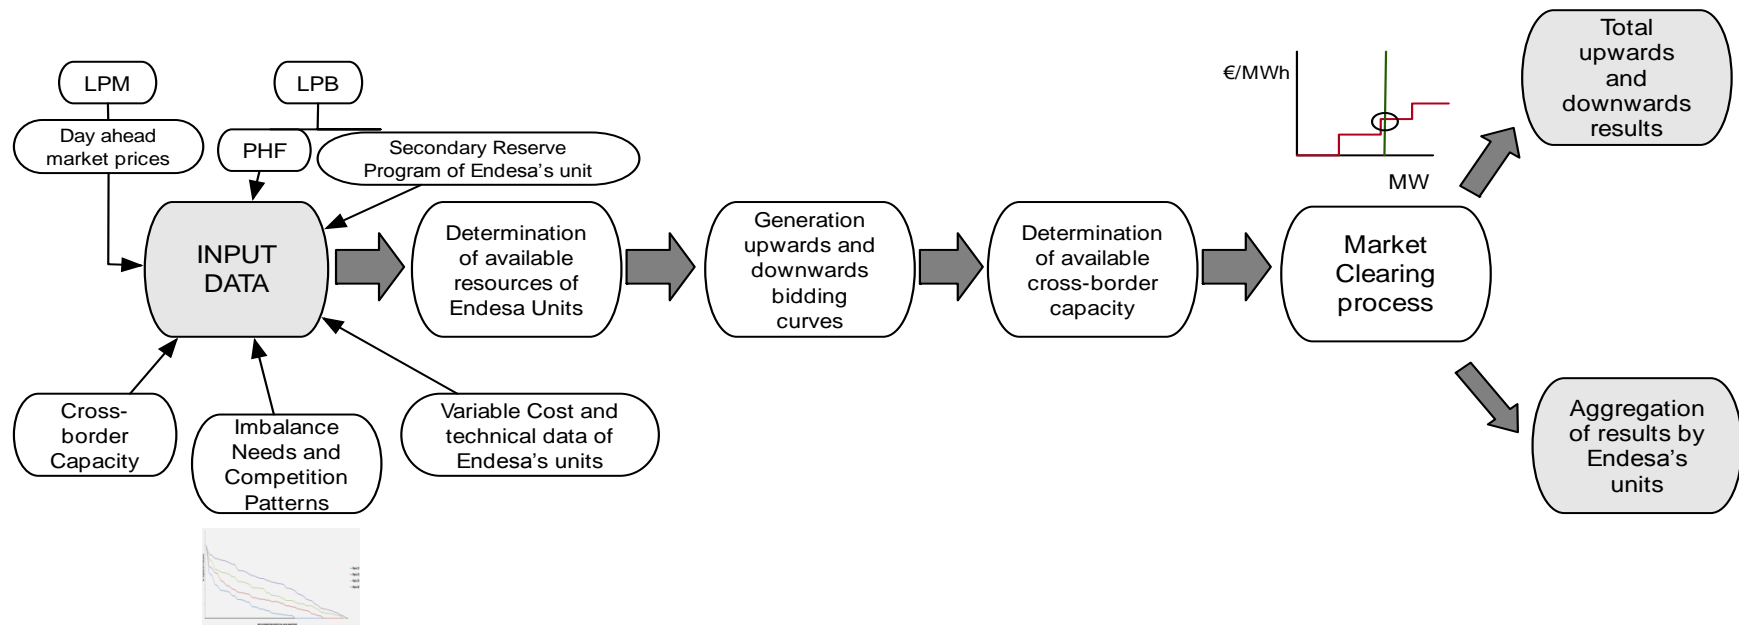 LPM
Day ahead
market prices
LPB
PHF
Secondary Reserve
Program of Endesa’s unit
INPUT
DATA
Cross-
border
Capacity
Imbalance
Needs and
Competition
Patterns
Variable Cost and
technical data of
Endesa’s units
Determination
of available
resources of
Endesa Units
Generation
upwards and
downwards
bidding
curves
Determination
of available
cross-border
capacity
€/MWh
MW
Market
Clearing
process
Total
upwards
and
downwards
results
Aggregation
of results by
Endesa’s
units